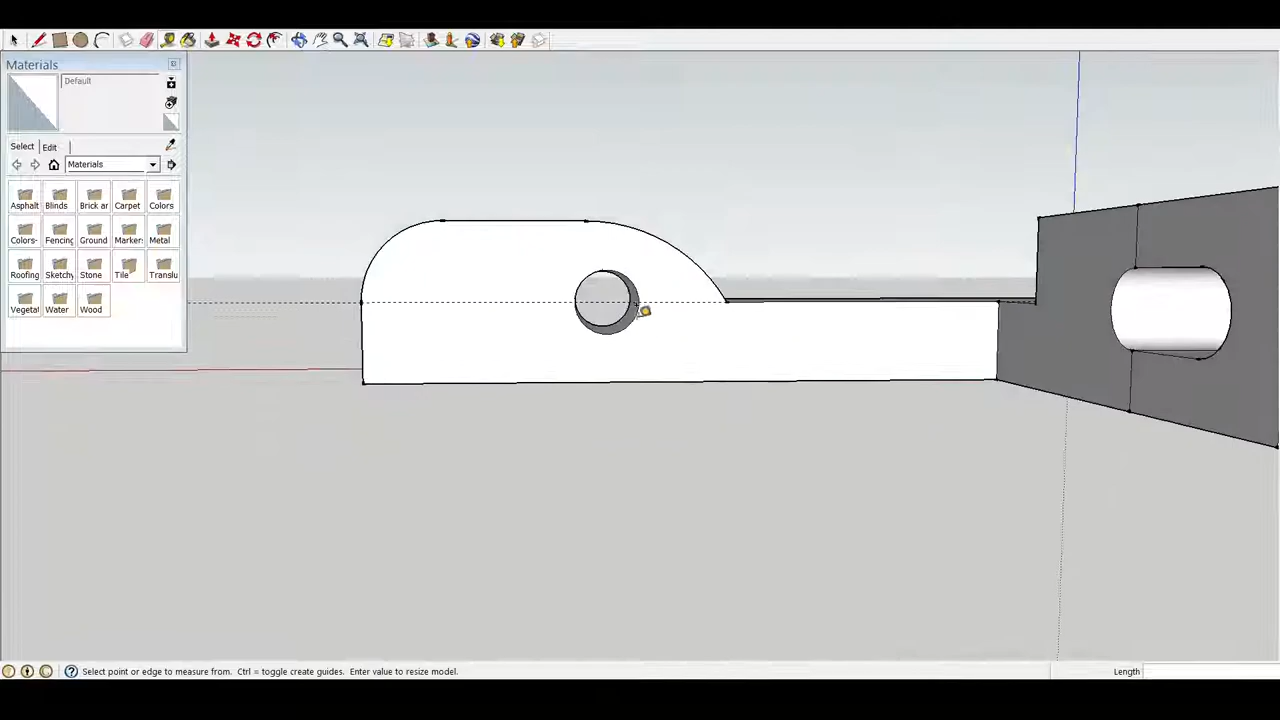 Materials
Default
Select Edit
Materials
Asphalt Blinds Brick ar Carpet Colors
Colors- Fencing Ground Marker Metal
Roofing Sketchy Stone Tile Translu
Vegetat Water Wood
Select point or edge to measure from. Ctrl = toggle create guides. Enter value to resize model. Length